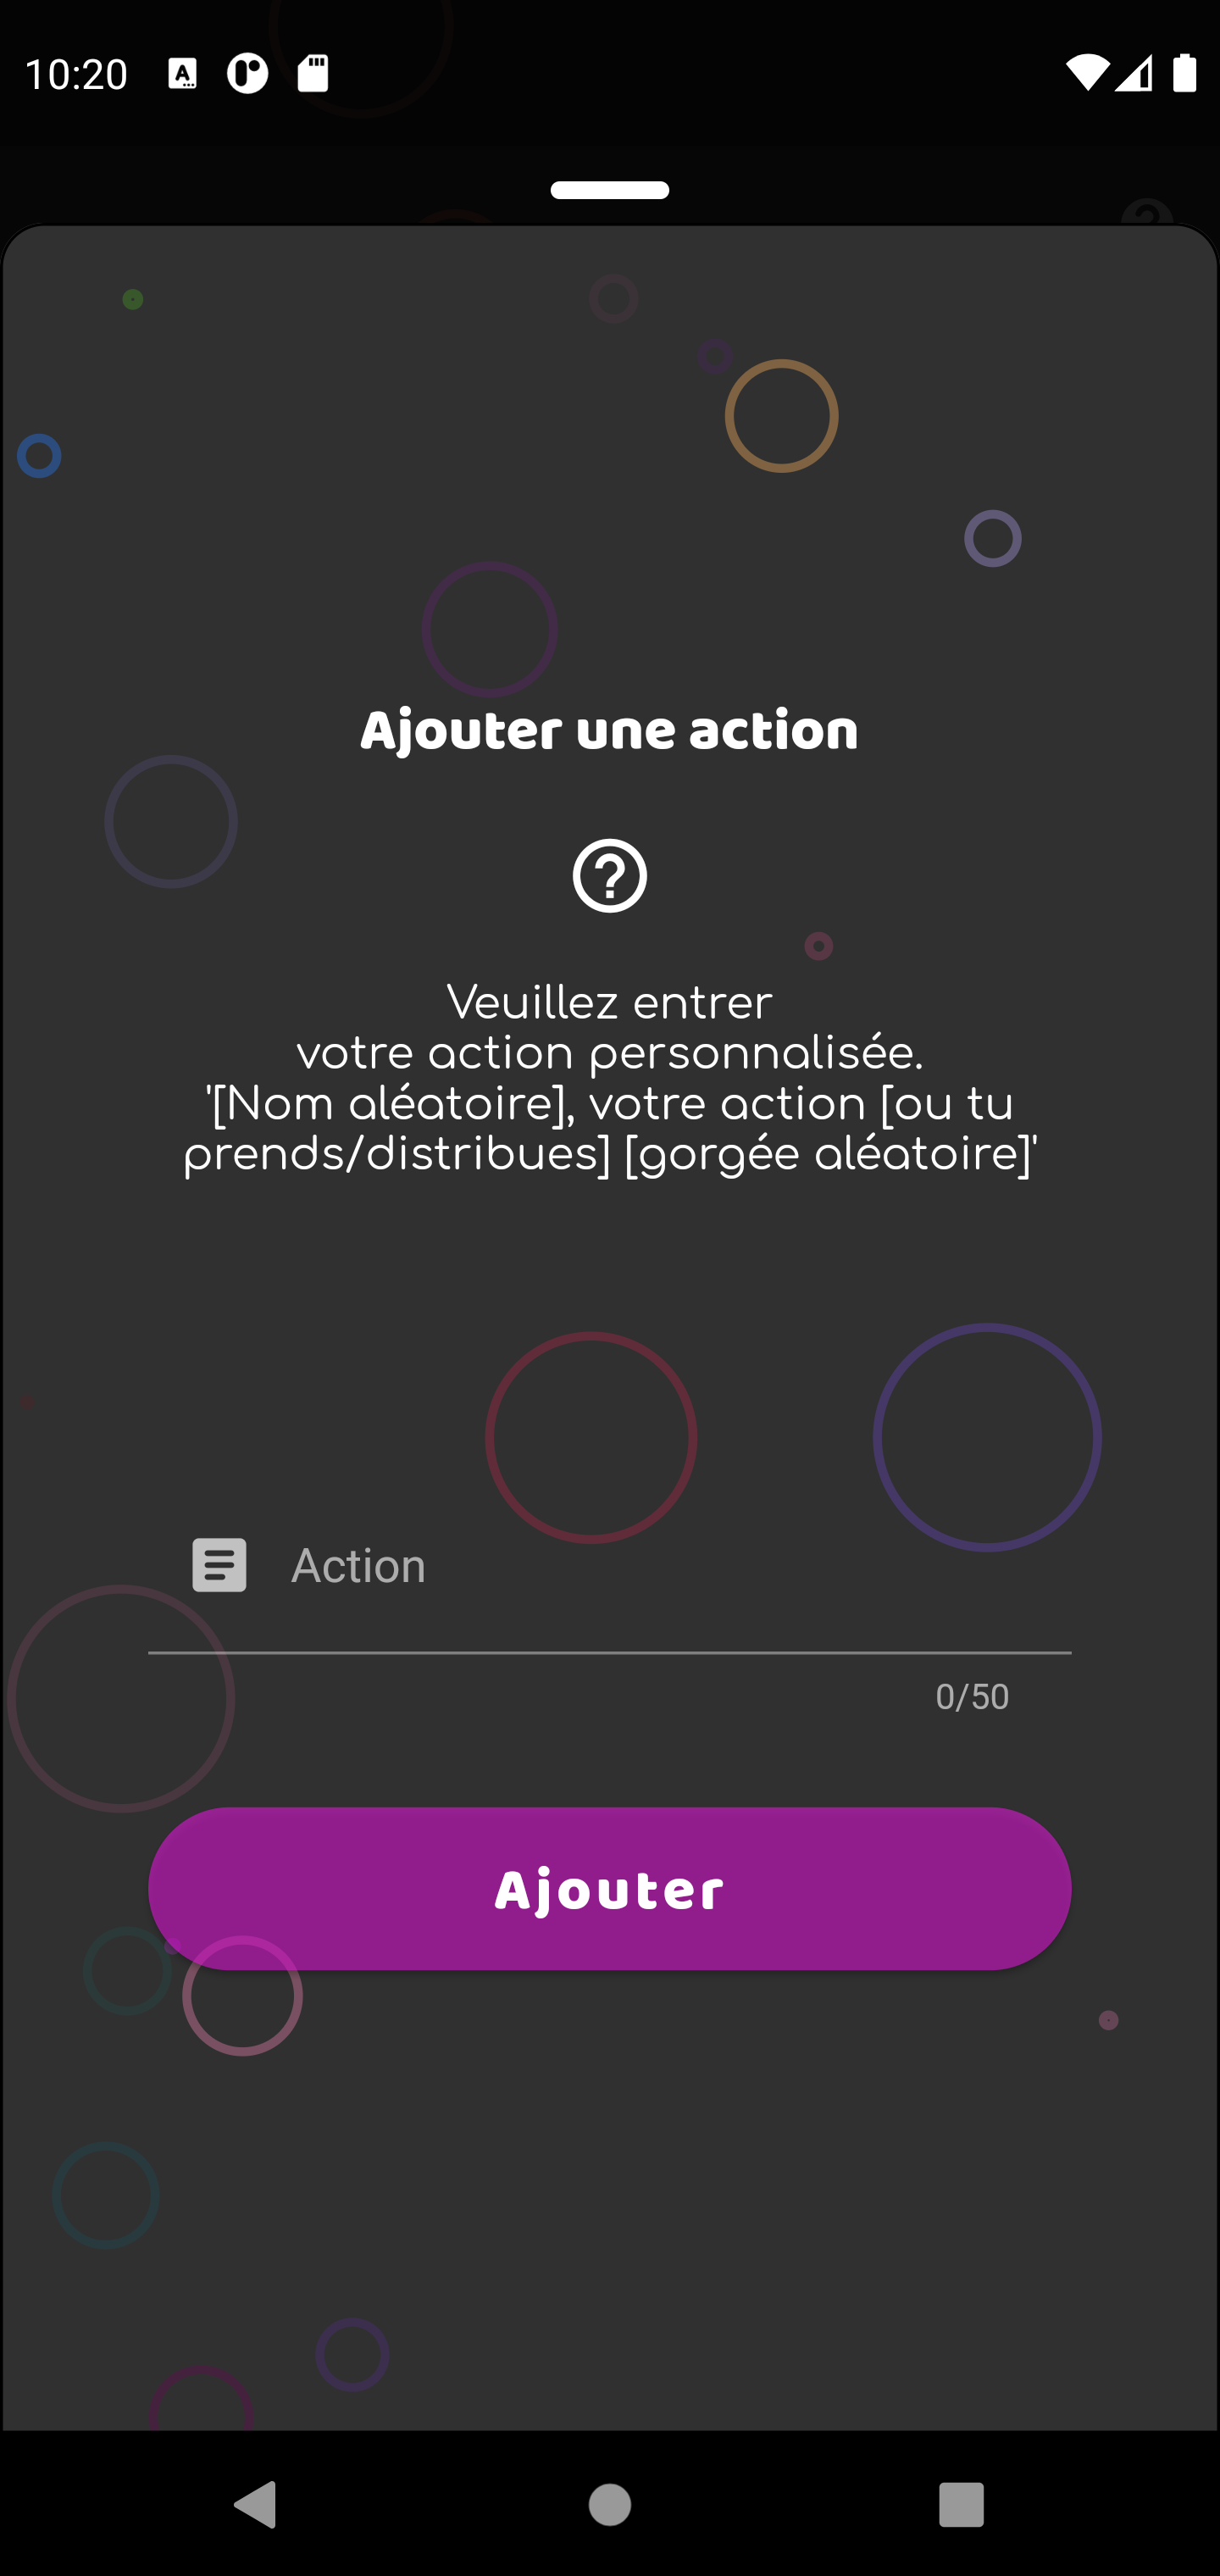 10:20
Ajouter une action
Veuillez entrer
votre action personnalisée.
'[Nom aléatoire], votre action [ou tu
prends/distribues] [gorgée aléatoire]'
Action
0/50
Ajouter